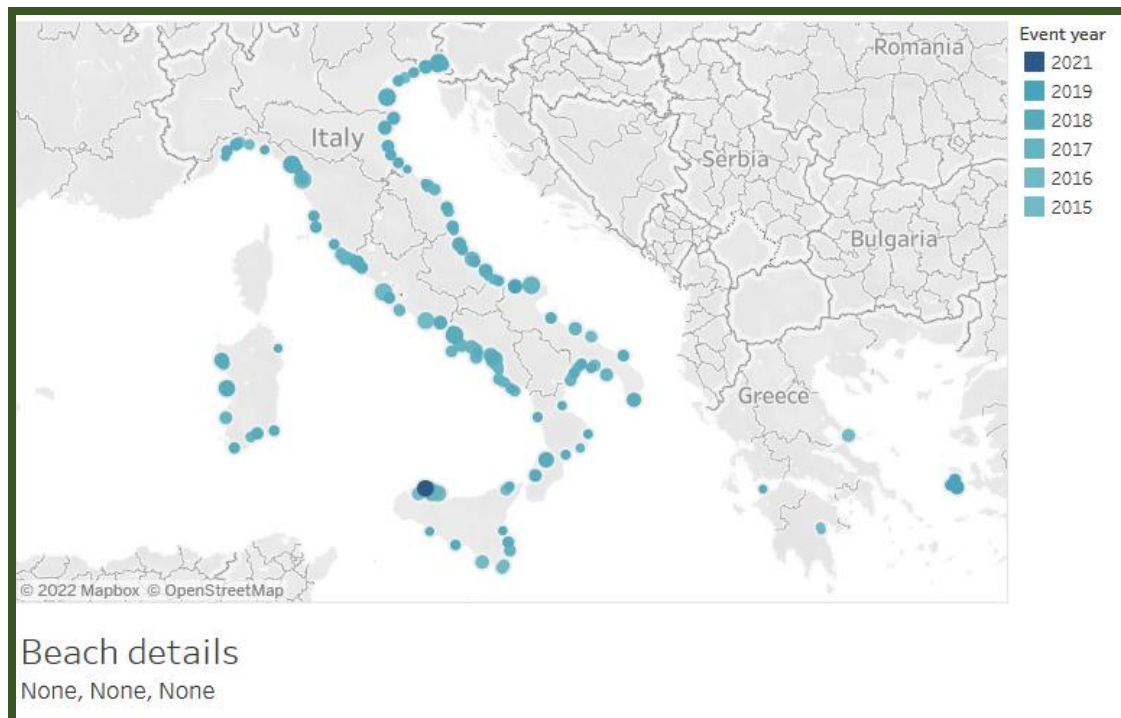 Romania
Italy
Serbia
Bulgaria
Greece
© 2022 Mapbox © OpenStreetMap
Event year
2021
2019
2018
2017
2016
2015
Beach details
None, None, None